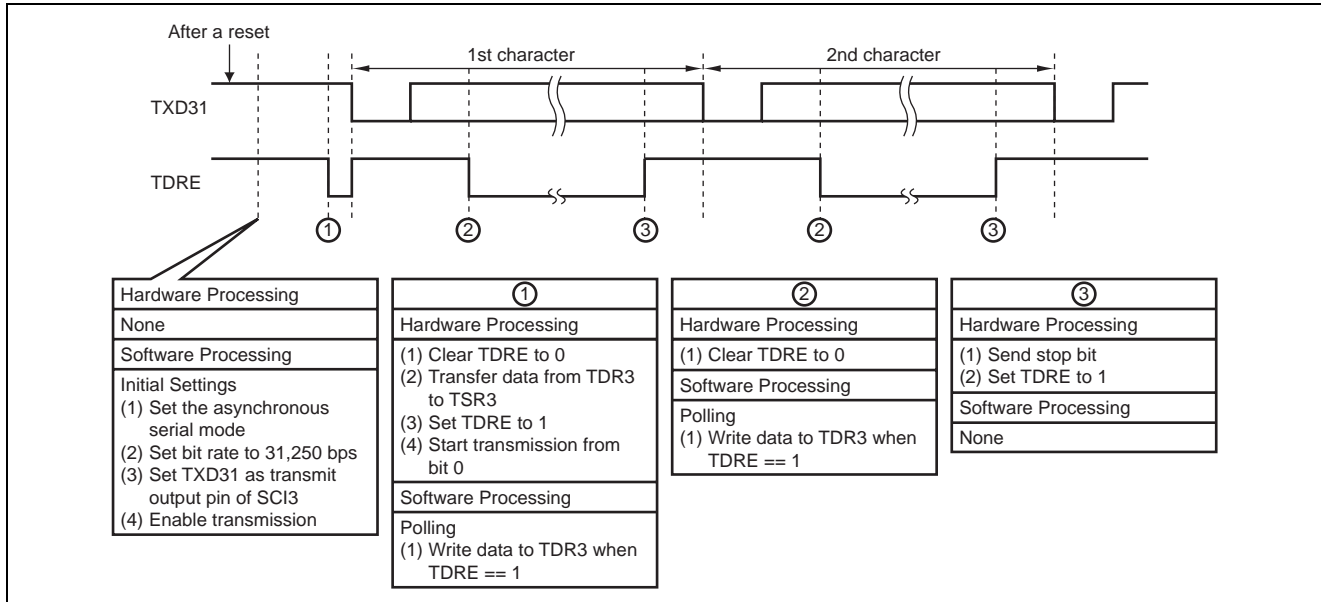 After a reset
1st character
2nd character
TXD31
TDRE
1
2
3
2
3
Hardware Processing
None
Software Processing
Initial Settings
(1) Set the asynchronous
serial mode
(2) Set bit rate to 31,250 bps
(3) Set TXD31 as transmit
output pin of SCI3
(4) Enable transmission
1
Hardware Processing
(1) Clear TDRE to 0
(2) Transfer data from TDR3
to TSR3
(3) Set TDRE to 1
(4) Start transmission from
bit 0
Software Processing
Polling
(1) Write data to TDR3 when
TDRE == 1
2
Hardware Processing
(1) Clear TDRE to 0
Software Processing
Polling
(1) Write data to TDR3 when
TDRE == 1
3
Hardware Processing
(1) Send stop bit
(2) Set TDRE to 1
Software Processing
None